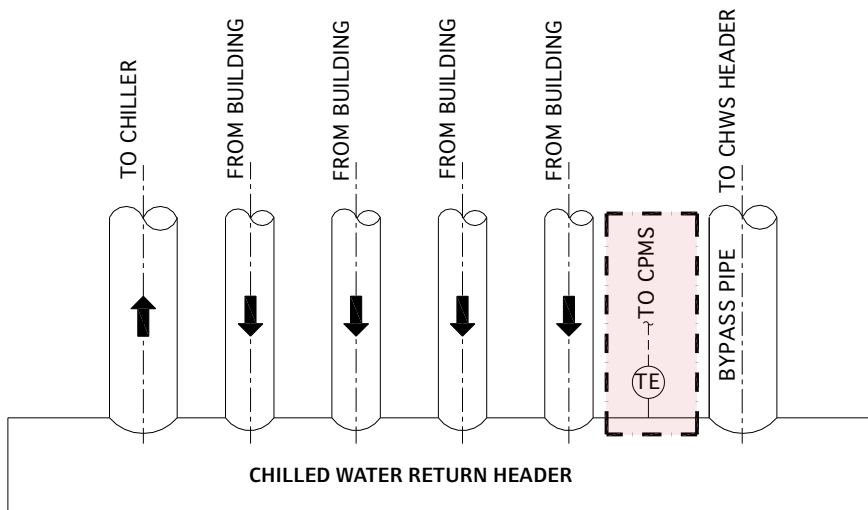 TO CHILLER
FROM BUILDING
FROM BUILDING
FROM BUILDING
FROM BUILDING
TO CPMS
TE
TO CHWS HEADER
BYPASS PIPE
CHILLED WATER RETURN HEADER